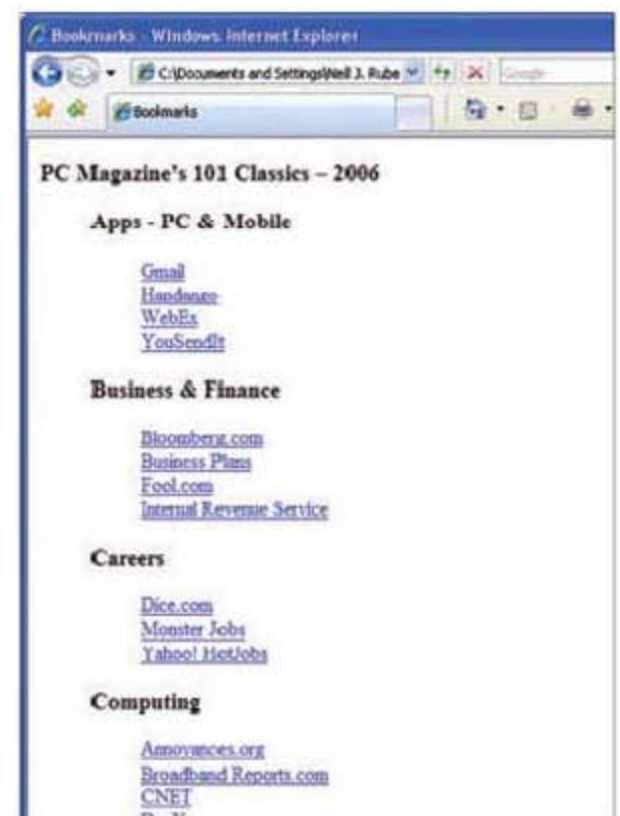 Bookmarks - Windows Internet Explorer
C:\Documents and Settings\Neil J. Rube
Google
Bookmarks
PC Magazine's 101 Classics – 2006
Apps - PC & Mobile
Gmail
Handango
WebEx
YouSendIt
Business & Finance
Bloomberg.com
Business Plans
Fool.com
Internal Revenue Service
Careers
Dice.com
Monster Jobs
Yahoo! HotJobs
Computing
Annoyances.org
Broadband Reports.com
CNET